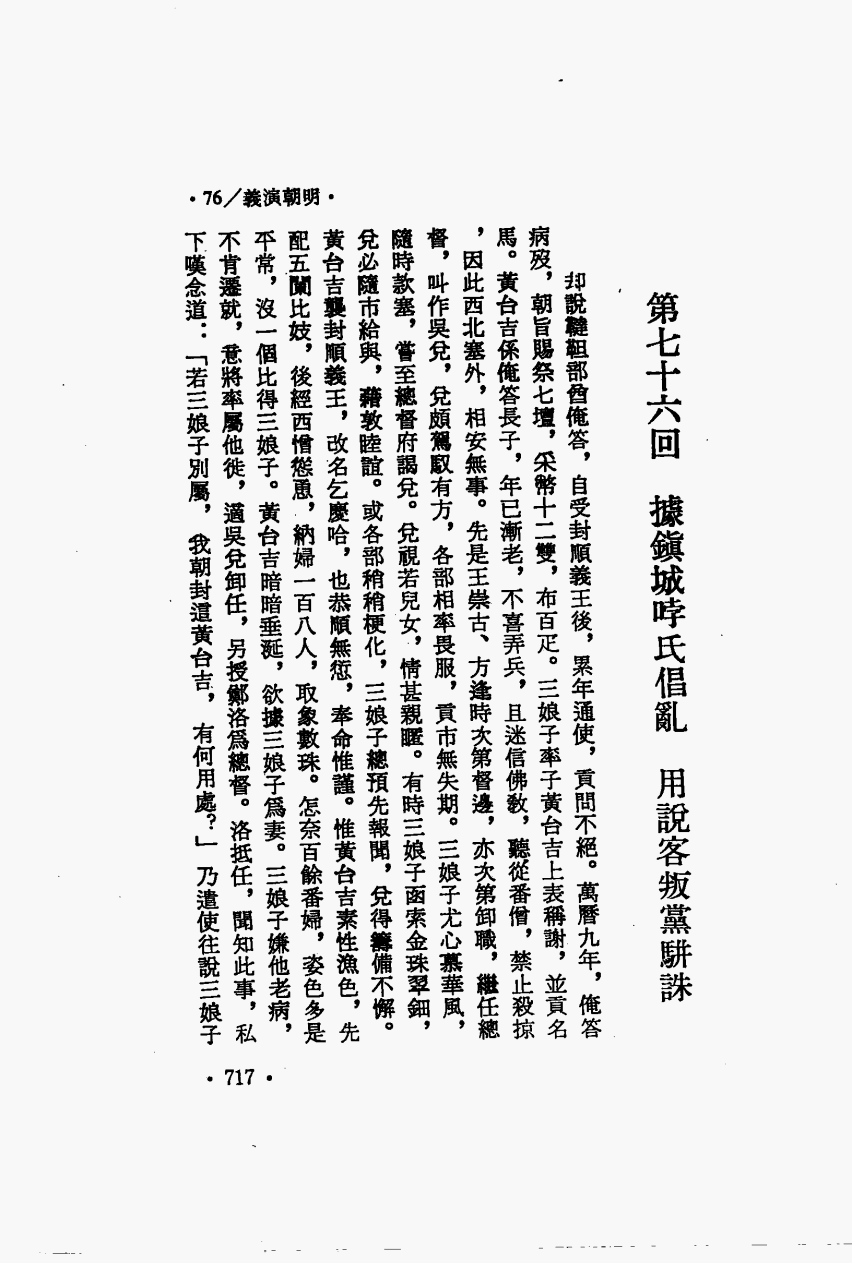 ·76/義演朝明·
第七十六回　據鎭城哱氏倡亂　用說客叛黨駢誅
却說韃靼部酋俺答，自受封順義王後，累年通使，貢問不絕。萬曆九年，俺答
病歿，朝旨賜祭七壇，采幣十二雙，布百疋。三娘子率子黃台吉上表稱謝，並貢名
馬。黃台吉係俺答長子，年已漸老，不喜弄兵，且迷信佛敎，聽從番僧，禁止殺掠
，因此西北塞外，相安無事。先是王崇古、方逢時次第督邊，亦次第卸職，繼任總
督，叫作吳兌，兌頗駕馭有方，各部相率畏服，貢市無失期。三娘子尤心慕華風，
隨時款塞，嘗至總督府謁兌。兌視若兒女，情甚親暱。有時三娘子函索金珠翠鈿，
兌必隨市給與，藉敦睦誼。或各部稍稍梗化，三娘子總預先報聞，兌得籌備不懈。
黃台吉襲封順義王，改名乞慶哈，也恭順無愆，奉命惟謹。惟黃台吉素性漁色，先
配五蘭比妓，後經西僧慫恿，納婦一百八人，取象數珠。怎奈百餘番婦，姿色多是
平常，沒一個比得三娘子。黃台吉暗暗垂涎，欲據三娘子爲妻。三娘子嫌他老病，
不肯遷就，意將率屬他徙，適吳兌卸任，另授鄭洛爲總督。洛抵任，聞知此事，私
下嘆念道：「若三娘子別屬，我朝封這黃台吉，有何用處？」乃遣使往說三娘子
·717·